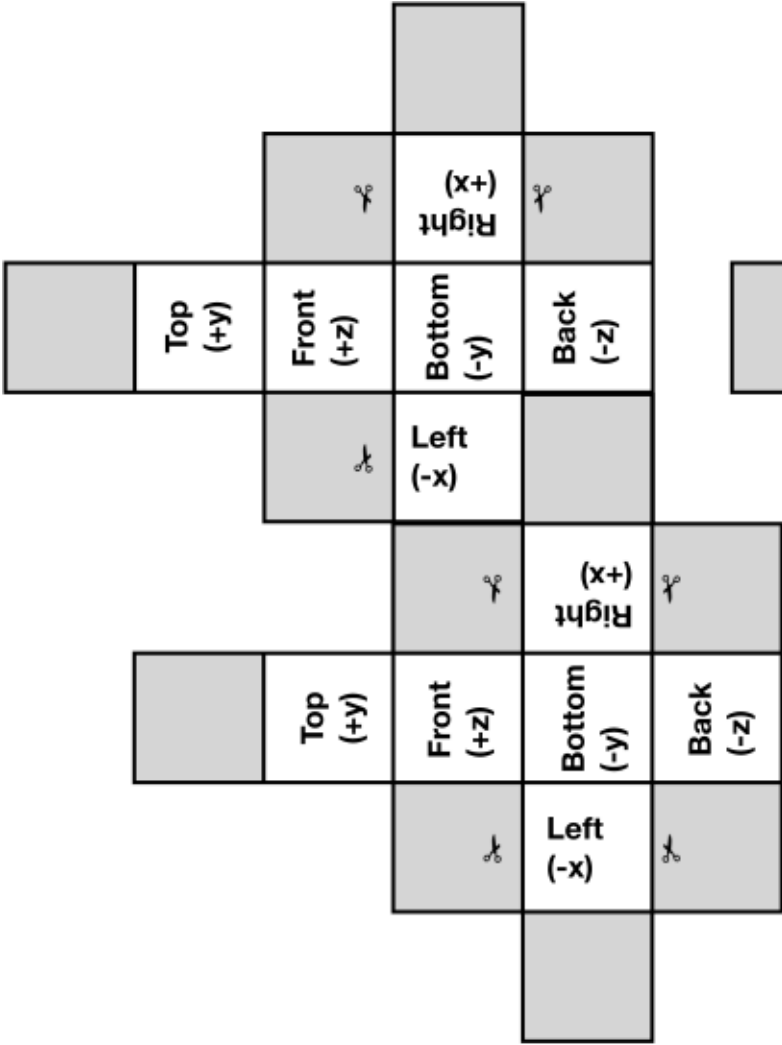 Right
(+x)
Top
(+y)
Front
(+z)
Bottom
(-y)
Back
(-z)
Left
(-x)
Right
(+x)
Top
(+y)
Front
(+z)
Bottom
(-y)
Back
(-z)
Left
(-x)